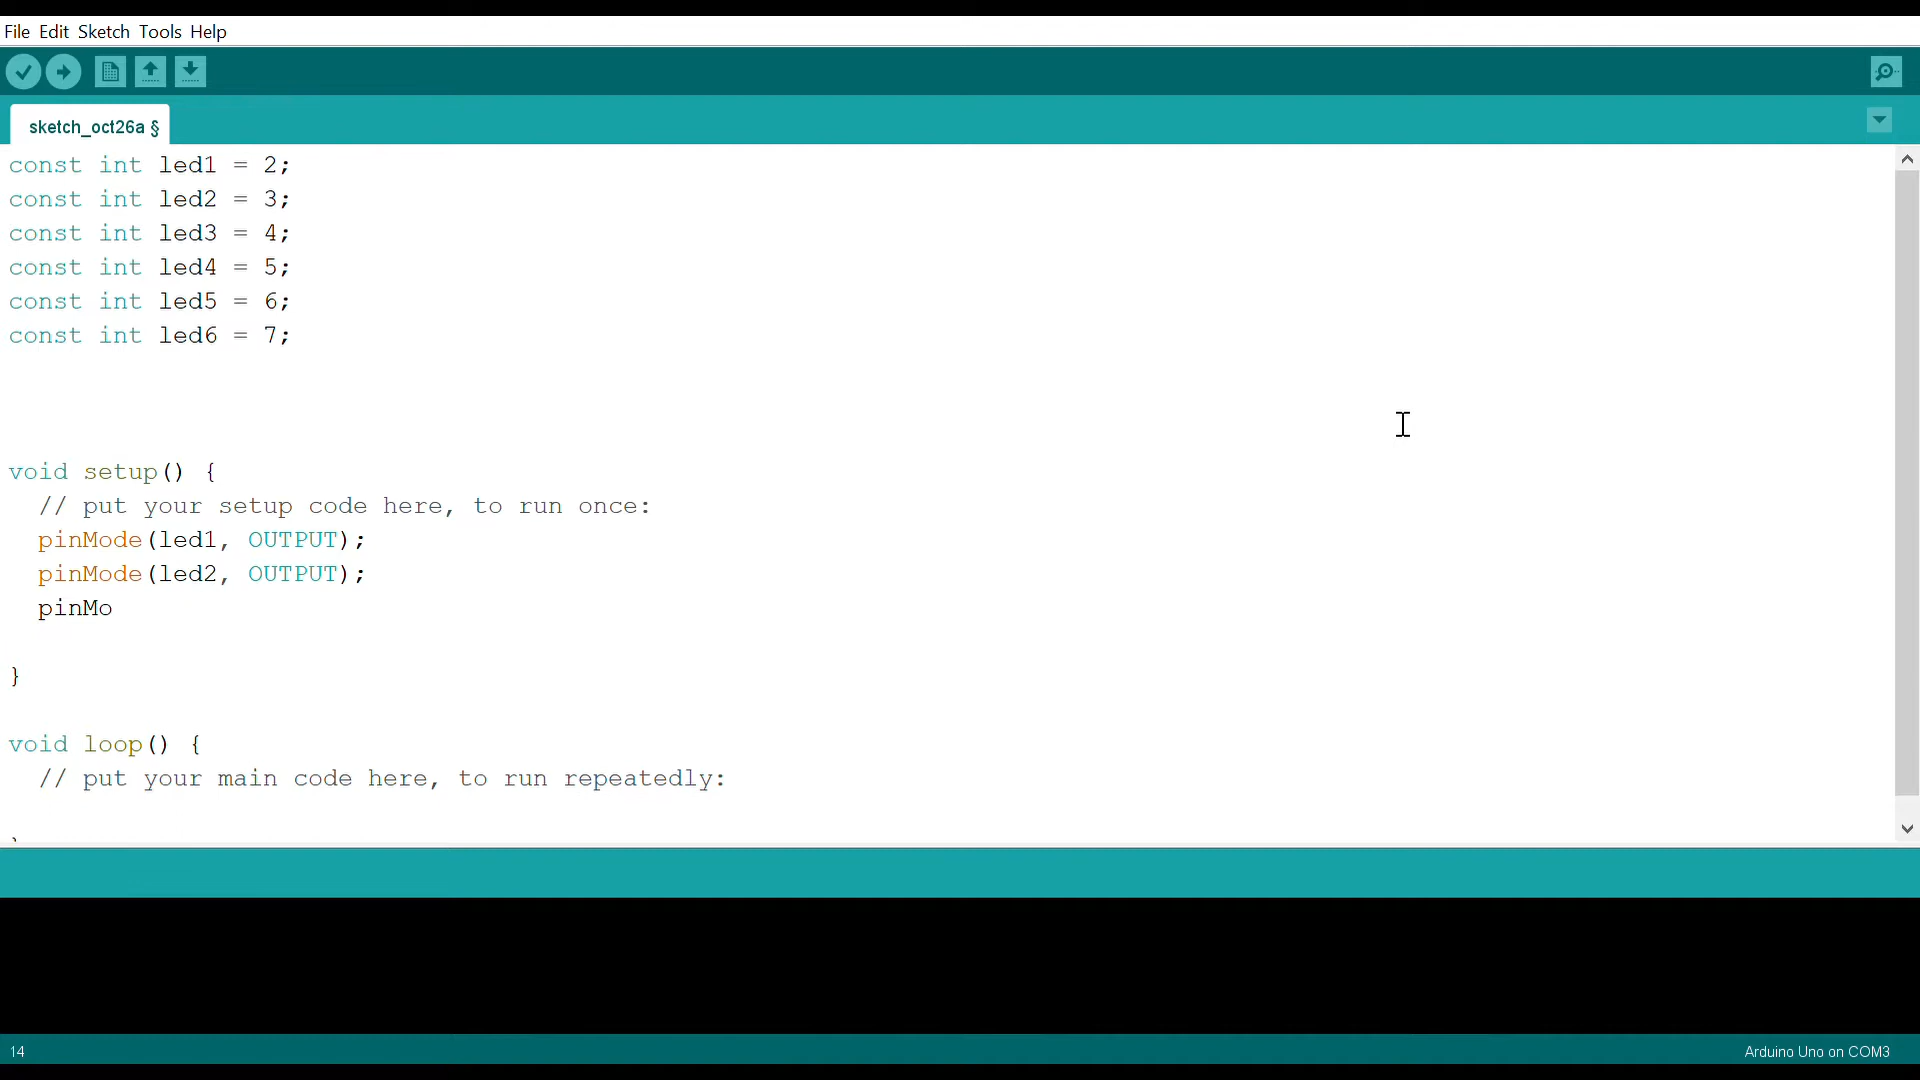 File Edit Sketch Tools Help
sketch_oct26a §
const int led1 = 2;
const int led2 = 3;
const int led3 = 4;
const int led4 = 5;
const int led5 = 6;
const int led6 = 7;
void setup() {
// put your setup code here, to run once:
pinMode(led1, OUTPUT);
pinMode(led2, OUTPUT);
pinMo
}
void loop() {
// put your main code here, to run repeatedly:
14
Arduino Uno on COM3